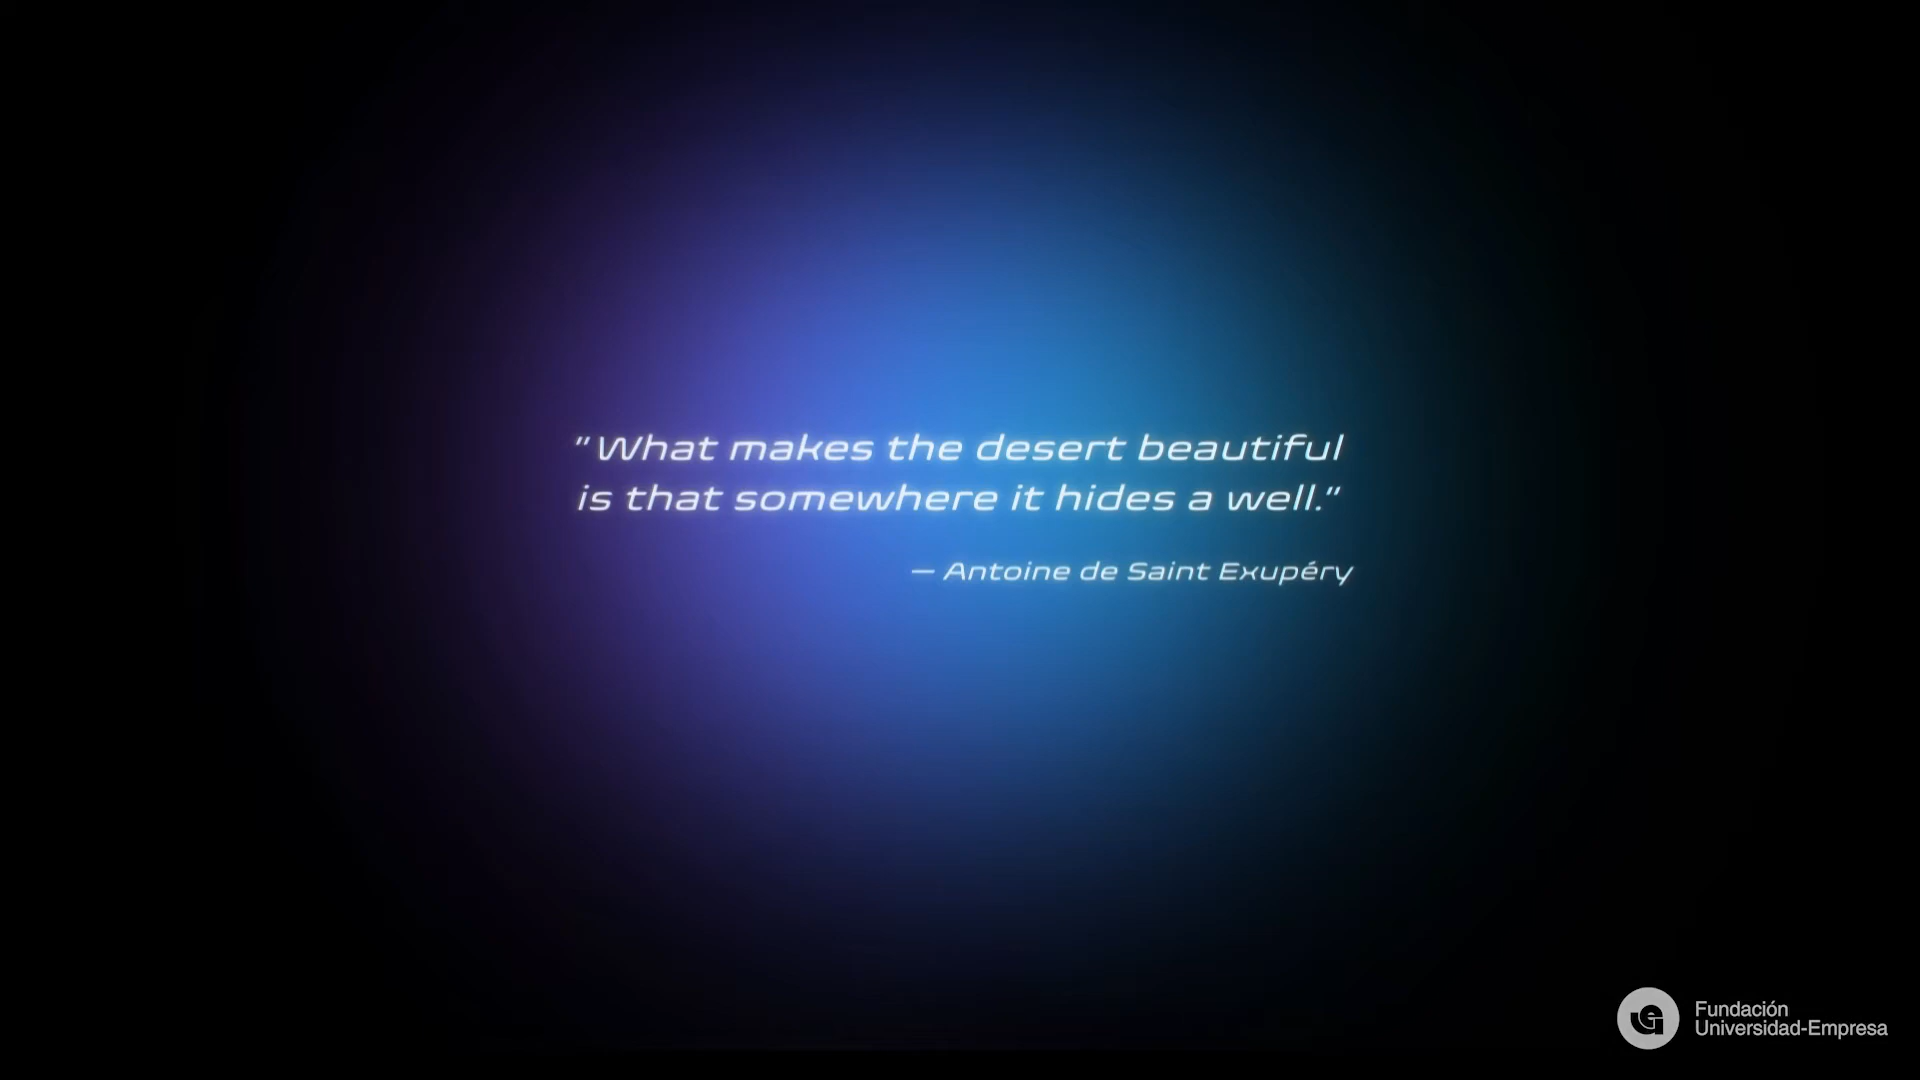 "What makes the desert beautiful
is that somewhere it hides a well."
— Antoine de Saint Exupéry
Fundación
Universidad-Empresa